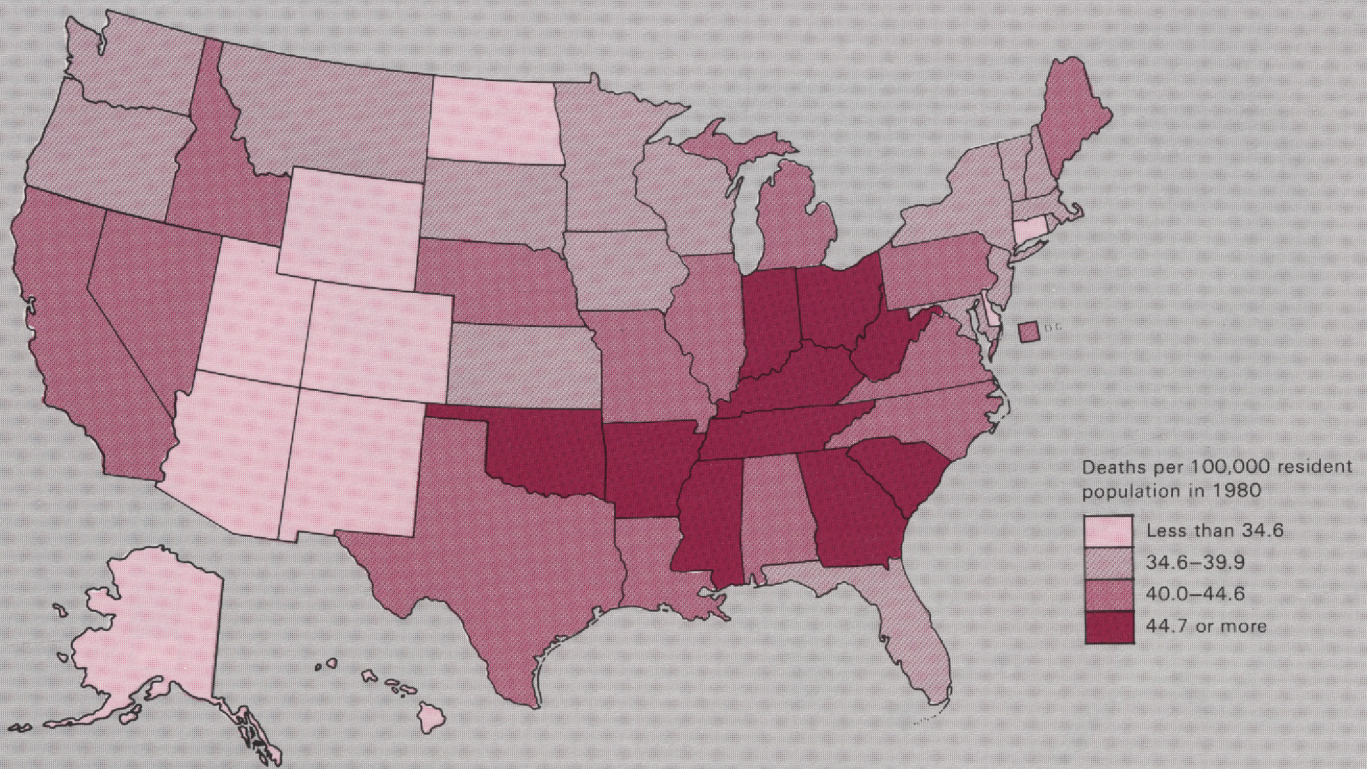 D C
Deaths per 100,000 resident
population in 1980
Less than 34.6
34.6–39.9
40.0–44.6
44.7 or more